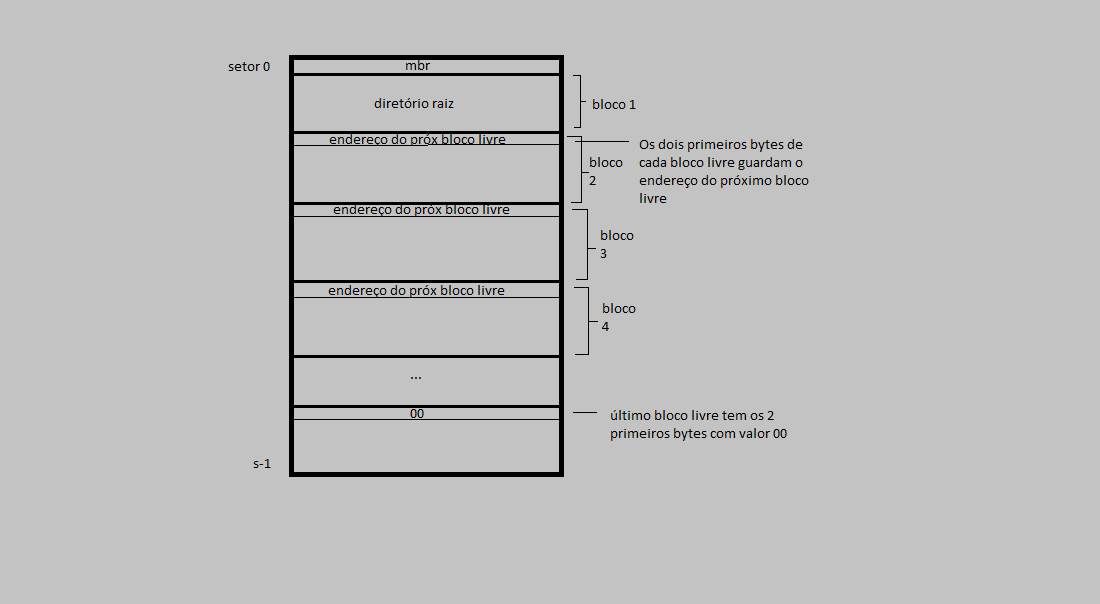 setor 0
mbr
diretório raiz
bloco 1
endereço do próx bloco livre
bloco
2
Os dois primeiros bytes de
cada bloco livre guardam o
endereço do próximo bloco
livre
endereço do próx bloco livre
bloco
3
endereço do próx bloco livre
bloco
4
...
00
último bloco livre tem os 2
primeiros bytes com valor 00
s-1